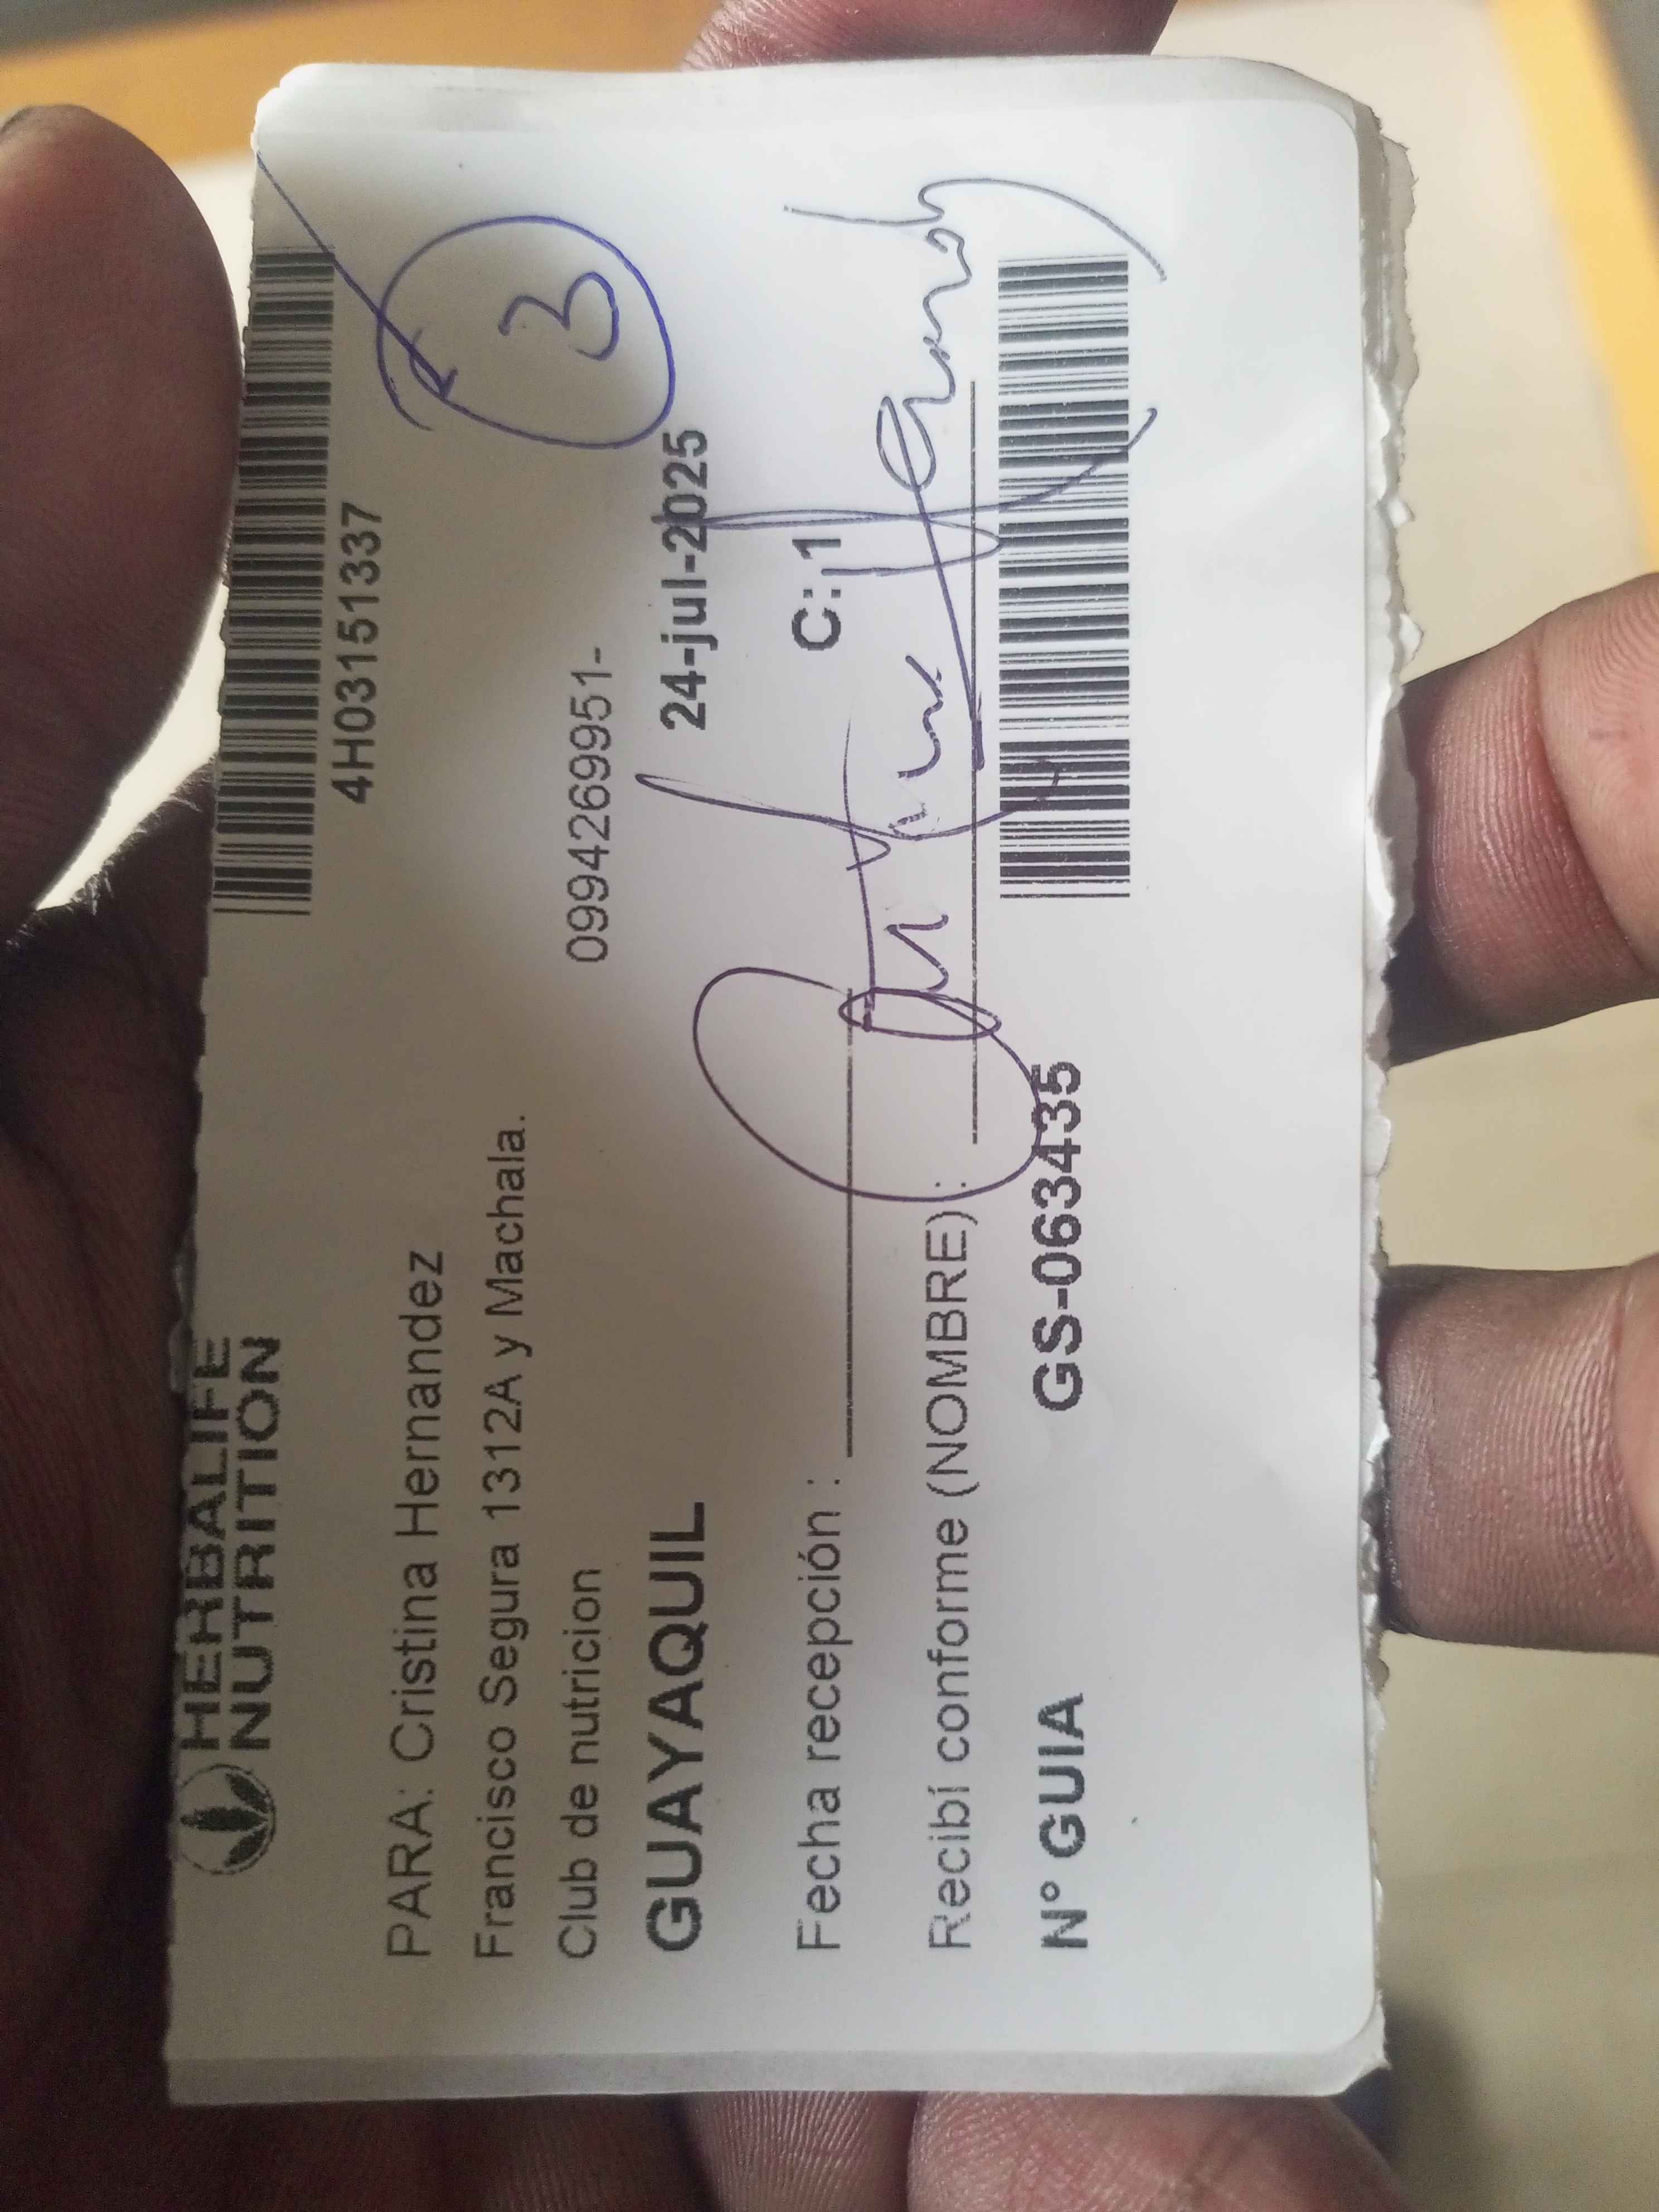 HERBALIFE
NUTRITION
4H03151337
PARA: Cristina Hernandez
3
Francisco Segura 1312A y Machala.
Club de nutricion 0994269951-
GUAYAQUIL 24-jul-2025
Fecha recepción : C: 1
Recibí conforme (NOMBRE) :
N° GUIA GS-063435